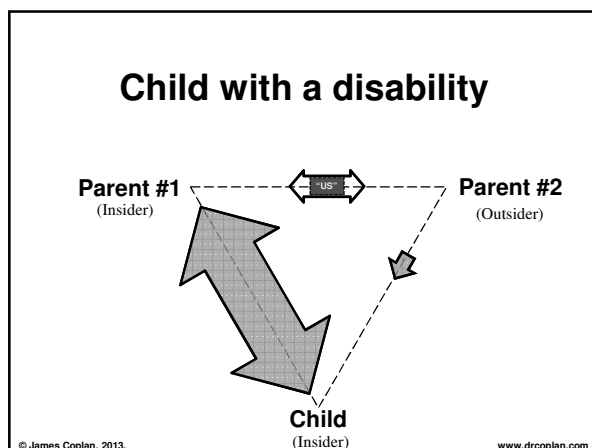 Child with a disability
"US"
Parent #1
Parent #2
(Insider)
(Outsider)
Child
(Insider)
© James Coplan, 2013.
www.drcoplan.com